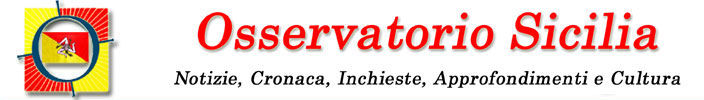 Osservatorio Sicilia
Notizie, Cronaca, Inchieste, Approfondimenti e Cultura